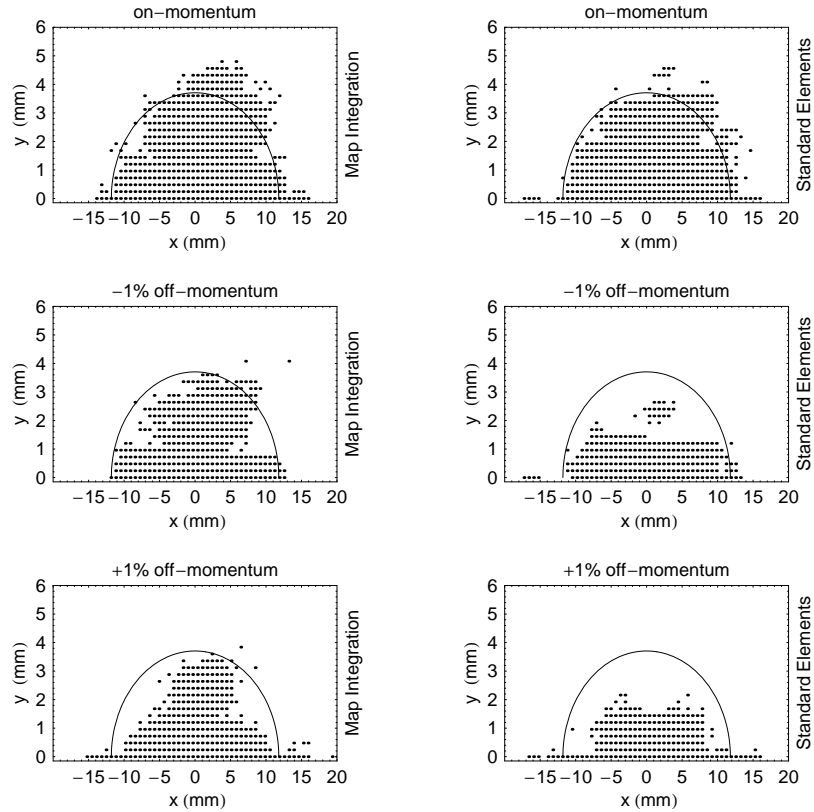 on−momentum
6
5
4
3
2
1
0
y (mm)
−15 −10 −5 0 5 10 15 20
x (mm)
Map Integration
on−momentum
6
5
4
3
2
1
0
y (mm)
−15 −10 −5 0 5 10 15 20
x (mm)
Standard Elements
−1% off−momentum
6
5
4
3
2
1
0
y (mm)
−15 −10 −5 0 5 10 15 20
x (mm)
Map Integration
−1% off−momentum
6
5
4
3
2
1
0
y (mm)
−15 −10 −5 0 5 10 15 20
x (mm)
Standard Elements
+1% off−momentum
6
5
4
3
2
1
0
y (mm)
−15 −10 −5 0 5 10 15 20
x (mm)
Map Integration
+1% off−momentum
6
5
4
3
2
1
0
y (mm)
−15 −10 −5 0 5 10 15 20
x (mm)
Standard Elements